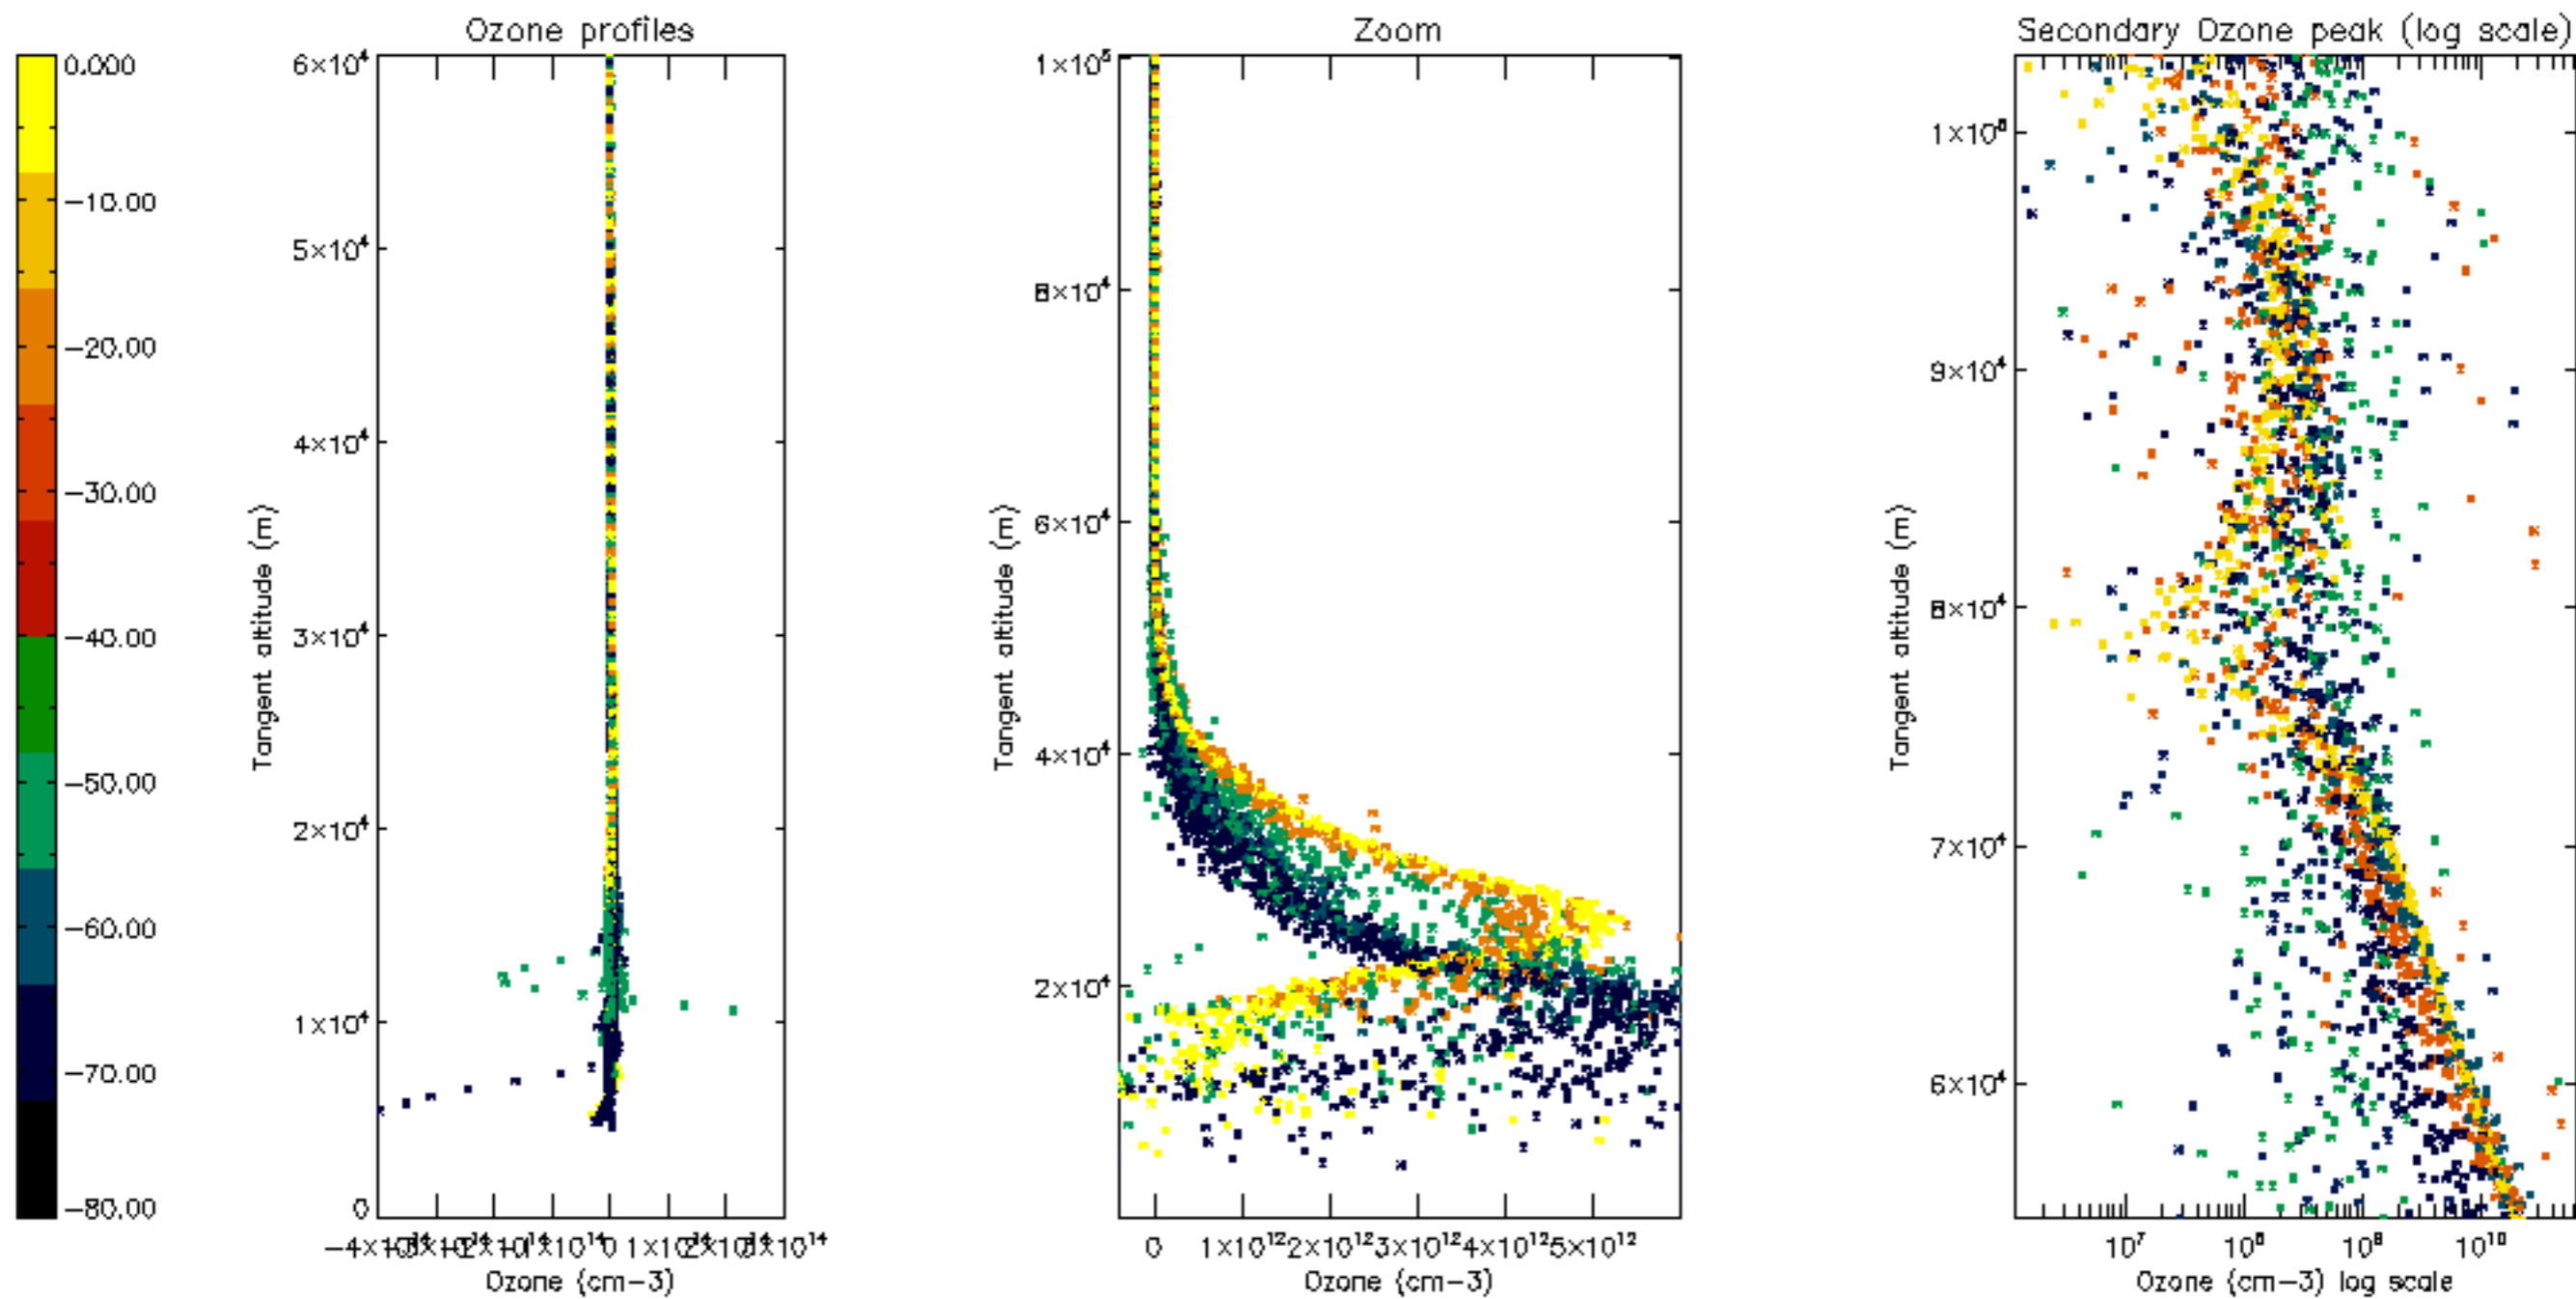 Ozone profiles
Zoom
Secondary Ozone peak (log scale)
0.000
-10.00
-20.00
-30.00
-40.00
-50.00
-60.00
-70.00
-80.00
Tangent altitude (m)
6×10⁴
5×10⁴
4×10⁴
3×10⁴
2×10⁴
1×10⁴
0
0
3×10¹⁴
Ozone (cm-3)
Tangent altitude (m)
1×10⁵
8×10⁴
6×10⁴
4×10⁴
2×10⁴
0 1×10¹² 2×10¹² 3×10¹² 4×10¹² 5×10¹²
Ozone (cm-3)
Tangent altitude (m)
1×10⁵
9×10⁴
8×10⁴
7×10⁴
6×10⁴
10⁷ 10⁸ 10⁹ 10¹⁰
Ozone (cm-3) log scale